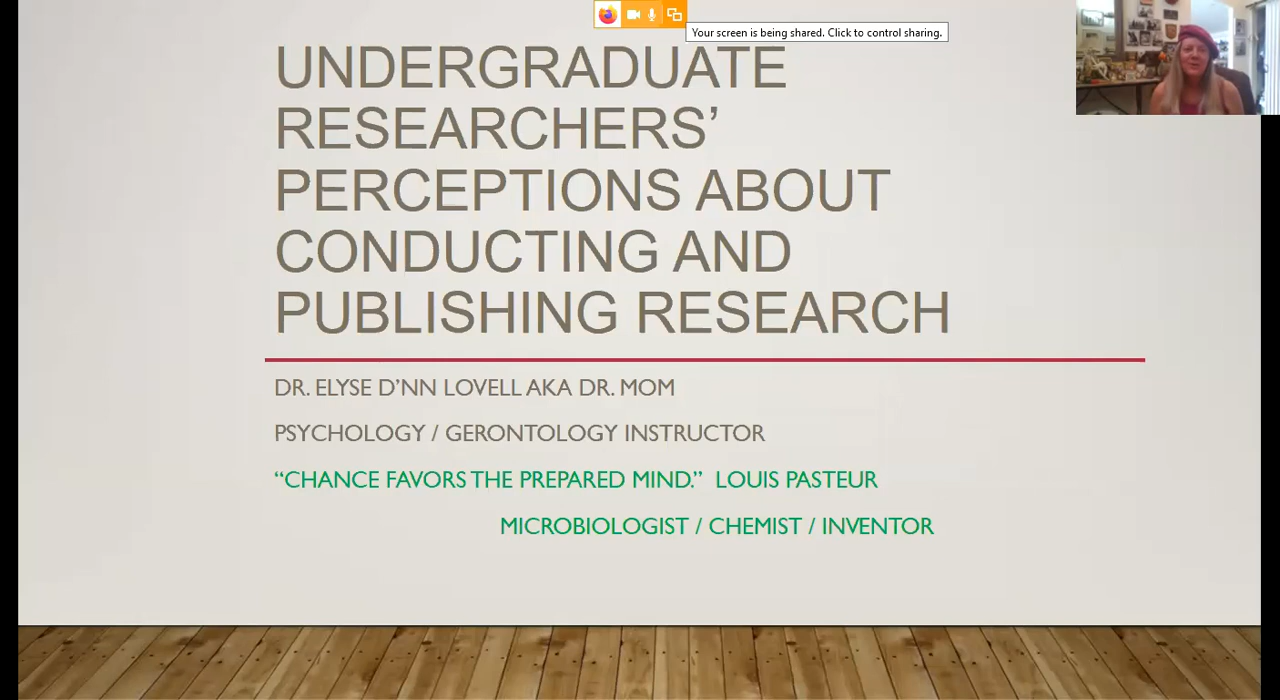 Your screen is being shared. Click to control sharing.
UNDERGRADUATE
RESEARCHERS’
PERCEPTIONS ABOUT
CONDUCTING AND
PUBLISHING RESEARCH
DR. ELYSE D’NN LOVELL AKA DR. MOM
PSYCHOLOGY / GERONTOLOGY INSTRUCTOR
“CHANCE FAVORS THE PREPARED MIND.” LOUIS PASTEUR
MICROBIOLOGIST / CHEMIST / INVENTOR